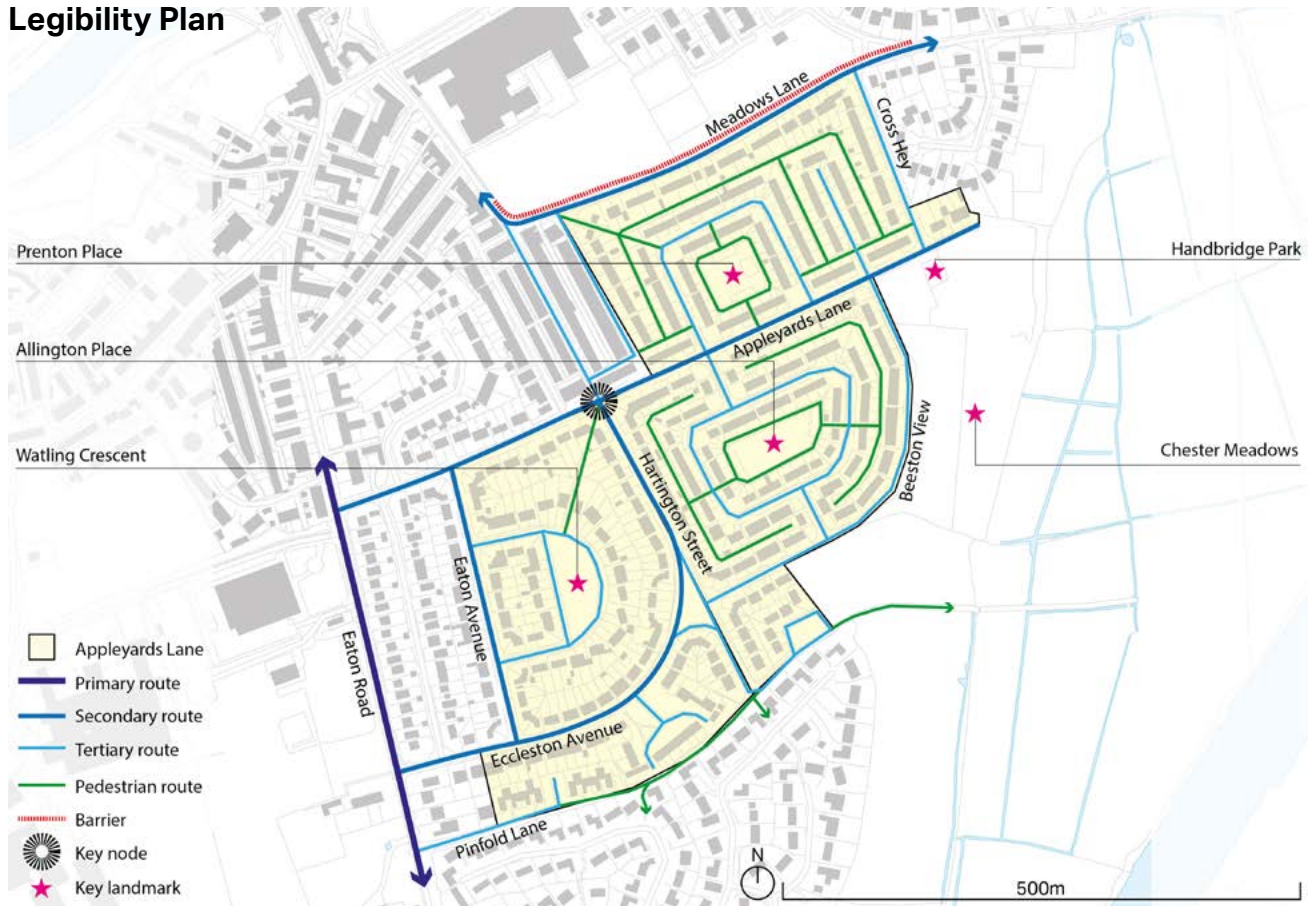 Legibility Plan
Meadows Lane
Cross Hey
Prenton Place
Handbridge Park
Appleyards Lane
Allington Place
Beeston View
Watling Crescent
Chester Meadows
Hartington Street
Eaton Avenue
Eaton Road
Eccleston Avenue
Pinfold Lane
Appleyards Lane
Primary route
Secondary route
Tertiary route
Pedestrian route
Barrier
Key node
Key landmark
N
500m